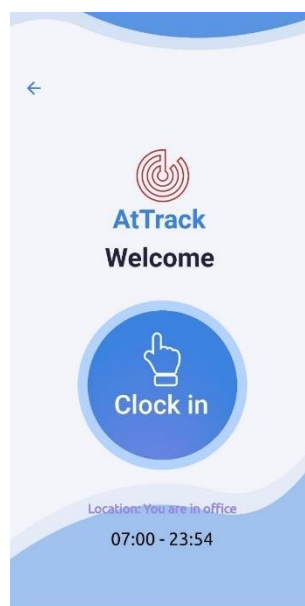 AtTrack
Welcome
Clock in
Location: You are in office
07:00 - 23:54